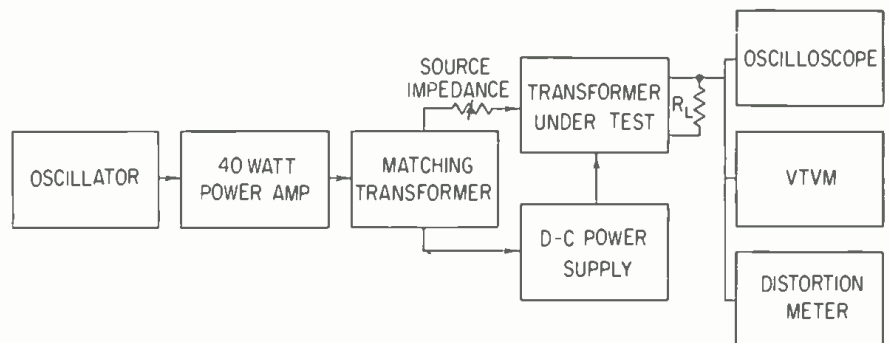 OSCILLATOR
40 WATT
POWER AMP
MATCHING
TRANSFORMER
SOURCE
IMPEDANCE
TRANSFORMER
UNDER TEST
R_L
D-C POWER
SUPPLY
OSCILLOSCOPE
VTVM
DISTORTION
METER